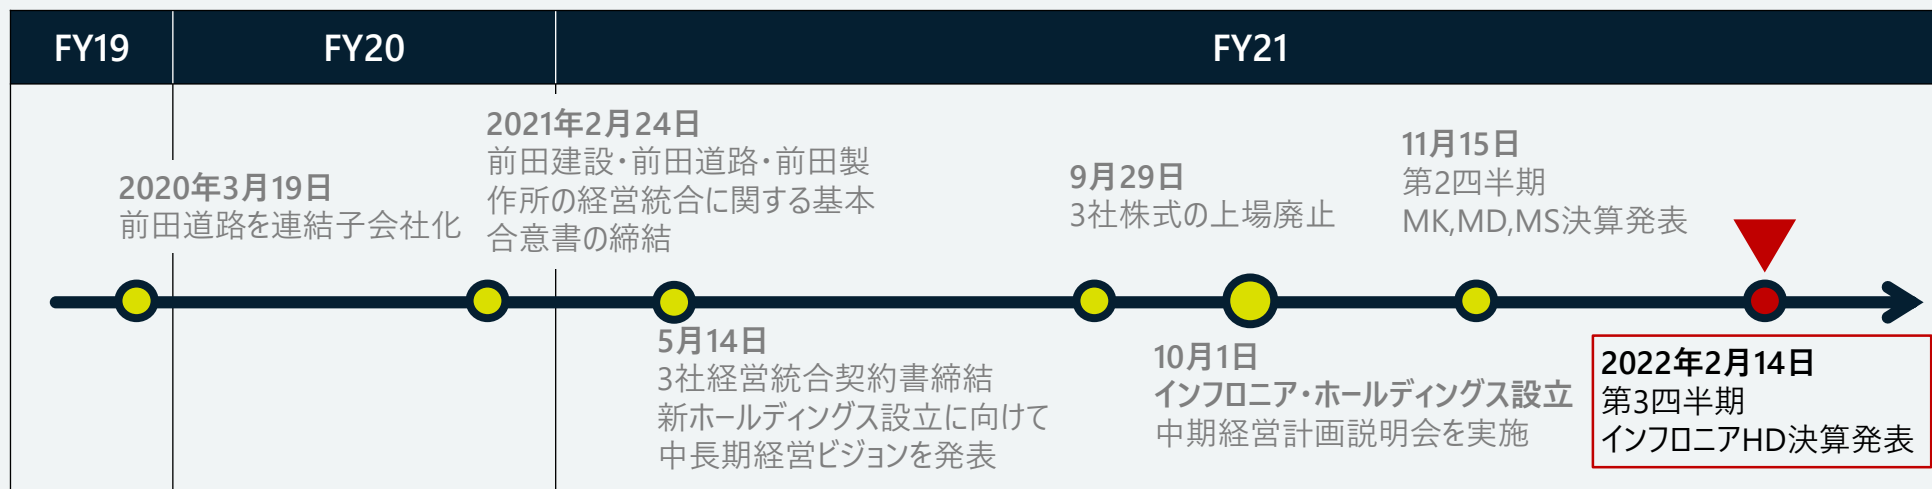 FY19
FY20
FY21
2020年3月19日
前田道路を連結子会社化
2021年2月24日
前田建設・前田道路・前田製
作所の経営統合に関する基本
合意書の締結
5月14日
3社経営統合契約書締結
新ホールディングス設立に向けて
中長期経営ビジョンを発表
9月29日
3社株式の上場廃止
10月1日
インフロニア・ホールディングス設立
中期経営計画説明会を実施
11月15日
第2四半期
MK,MD,MS決算発表
2022年2月14日
第3四半期
インフロニアHD決算発表